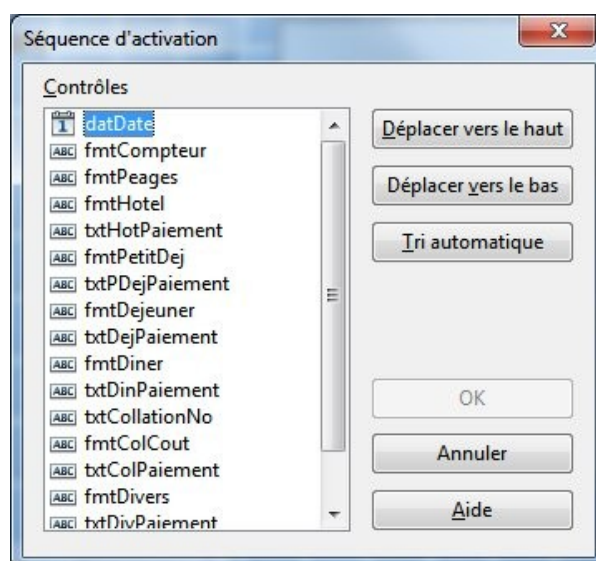 Séquence d'activation
Contrôles
datDate
fmtCompteur
fmtPeages
fmtHotel
txtHotPaiement
fmtPetitDej
txtPDejPaiement
fmtDejeuner
txtDejPaiement
fmtDiner
txtDinPaiement
txtCollationNo
fmtColCout
txtColPaiement
fmtDivers
txtDivPaiement
Déplacer vers le haut
Déplacer vers le bas
Tri automatique
OK
Annuler
Aide